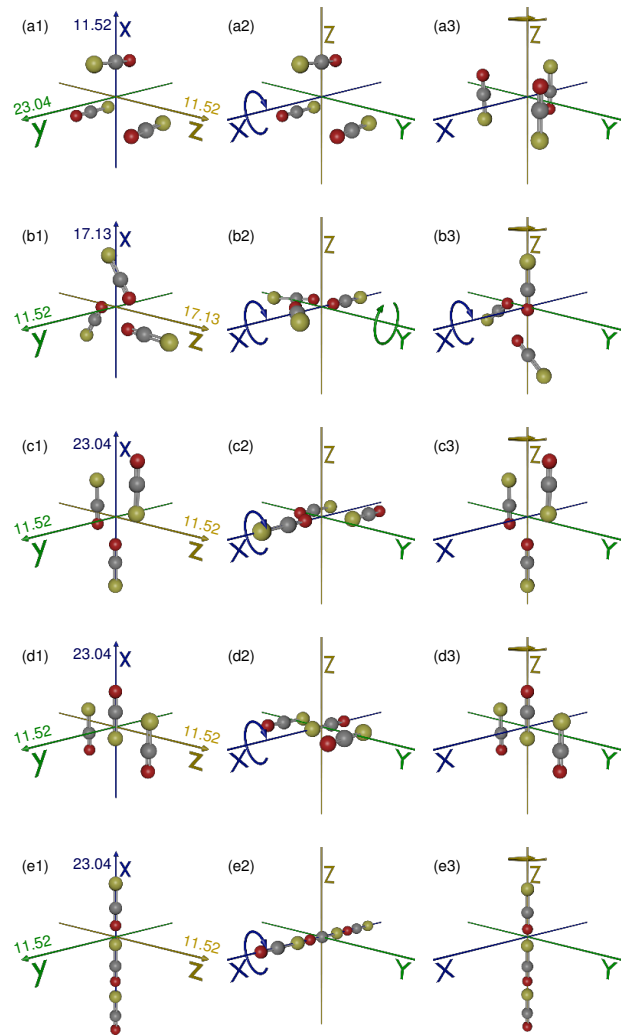 (a1) 11.52 X 23.04 y 11.52 Z
(a2) Z X Y
(a3) Z X Y
(b1) 17.13 X 11.52 y 17.13 Z
(b2) Z X Y
(b3) Z X Y
(c1) 23.04 X 11.52 y 11.52 Z
(c2) Z X Y
(c3) Z X Y
(d1) 23.04 X 11.52 y 11.52 Z
(d2) Z X Y
(d3) Z X Y
(e1) 23.04 X 11.52 y 11.52 Z
(e2) Z X Y
(e3) Z X Y